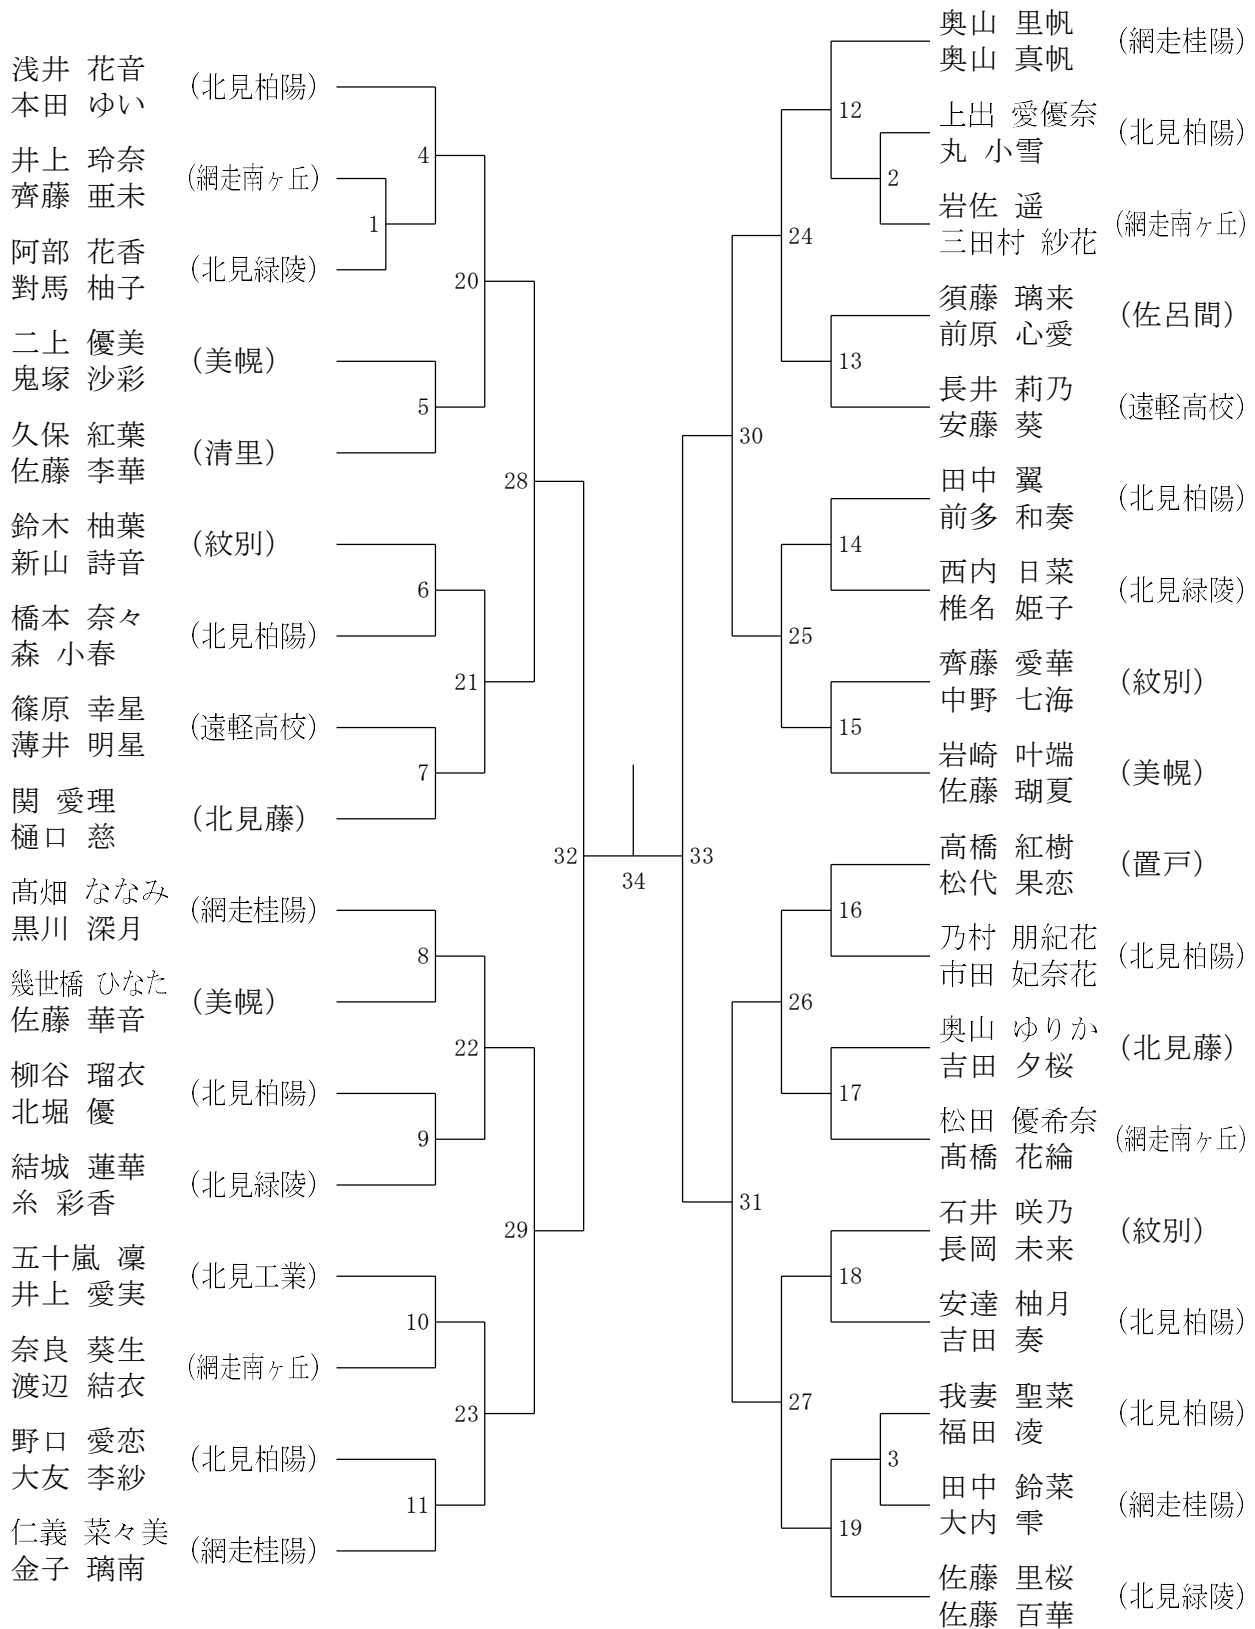 浅井 花音
本田 ゆい
(北見柏陽)
井上 玲奈
齊藤 亜未
(網走南ヶ丘)
阿部 花香
對馬 柚子
(北見緑陵)
二上 優美
鬼塚 沙彩
(美幌)
久保 紅葉
佐藤 李華
(清里)
鈴木 柚葉
新山 詩音
(紋別)
橋本 奈々
森 小春
(北見柏陽)
篠原 幸星
薄井 明星
(遠軽高校)
関 愛理
樋口 慈
(北見藤)
髙畑 ななみ
黒川 深月
(網走桂陽)
幾世橋 ひなた
佐藤 華音
(美幌)
柳谷 瑠衣
北堀 優
(北見柏陽)
結城 蓮華
糸 彩香
(北見緑陵)
五十嵐 凜
井上 愛実
(北見工業)
奈良 葵生
渡辺 結衣
(網走南ヶ丘)
野口 愛恋
大友 李紗
(北見柏陽)
仁義 菜々美
金子 璃南
(網走桂陽)
1
4
5
6
7
8
9
10
11
20
21
22
23
28
29
32
34
33
30
31
24
25
26
27
12
13
14
15
16
17
18
19
2
3
奥山 里帆
奥山 真帆
(網走桂陽)
上出 愛優奈
丸 小雪
(北見柏陽)
岩佐 遥
三田村 紗花
(網走南ヶ丘)
須藤 璃来
前原 心愛
(佐呂間)
長井 莉乃
安藤 葵
(遠軽高校)
田中 翼
前多 和奏
(北見柏陽)
西内 日菜
椎名 姫子
(北見緑陵)
齊藤 愛華
中野 七海
(紋別)
岩崎 叶端
佐藤 瑚夏
(美幌)
高橋 紅樹
松代 果恋
(置戸)
乃村 朋紀花
市田 妃奈花
(北見柏陽)
奥山 ゆりか
吉田 夕桜
(北見藤)
松田 優希奈
髙橋 花綸
(網走南ヶ丘)
石井 咲乃
長岡 未来
(紋別)
安達 柚月
吉田 奏
(北見柏陽)
我妻 聖菜
福田 凌
(北見柏陽)
田中 鈴菜
大内 雫
(網走桂陽)
佐藤 里桜
佐藤 百華
(北見緑陵)